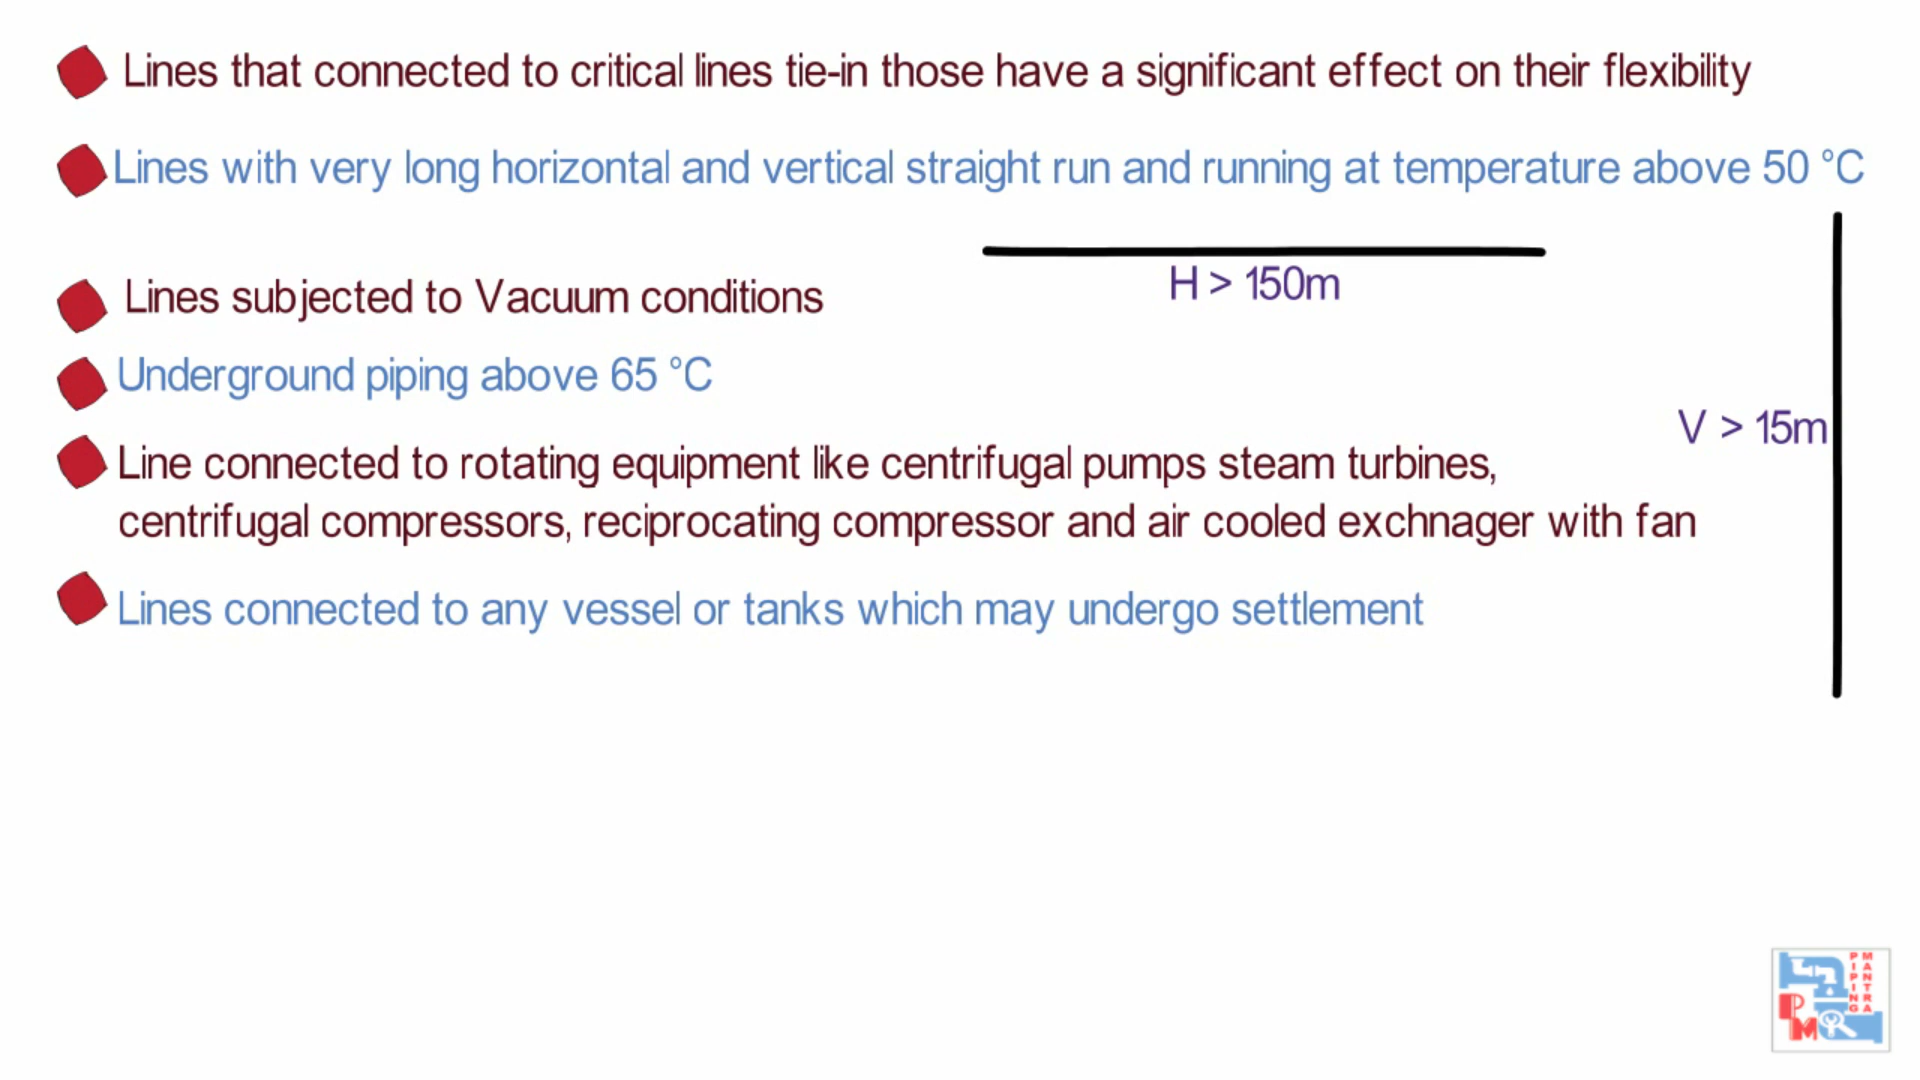 Lines that connected to critical lines tie-in those have a significant effect on their flexibility
Lines with very long horizontal and vertical straight run and running at temperature above 50 °C
H > 150m
Lines subjected to Vacuum conditions
Underground piping above 65 °C
V > 15m
Line connected to rotating equipment like centrifugal pumps steam turbines,
centrifugal compressors, reciprocating compressor and air cooled exchnager with fan
Lines connected to any vessel or tanks which may undergo settlement
PIPING
MANTRA
PM